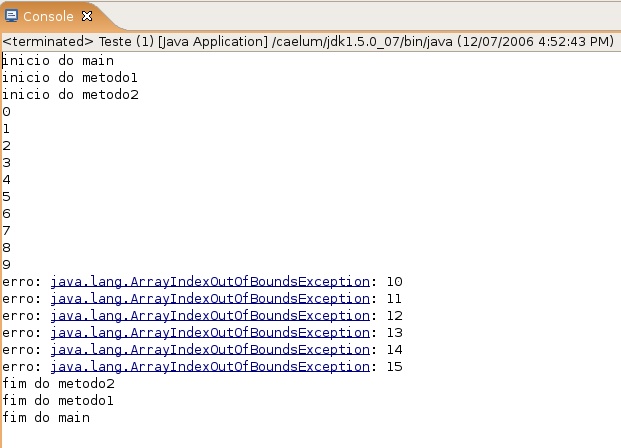 Console
<terminated> Teste (1) [Java Application] /caelum/jdk1.5.0_07/bin/java (12/07/2006 4:52:43 PM)
inicio do main
inicio do metodo1
inicio do metodo2
0
1
2
3
4
5
6
7
8
9
erro: java.lang.ArrayIndexOutOfBoundsException: 10
erro: java.lang.ArrayIndexOutOfBoundsException: 11
erro: java.lang.ArrayIndexOutOfBoundsException: 12
erro: java.lang.ArrayIndexOutOfBoundsException: 13
erro: java.lang.ArrayIndexOutOfBoundsException: 14
erro: java.lang.ArrayIndexOutOfBoundsException: 15
fim do metodo2
fim do metodo1
fim do main